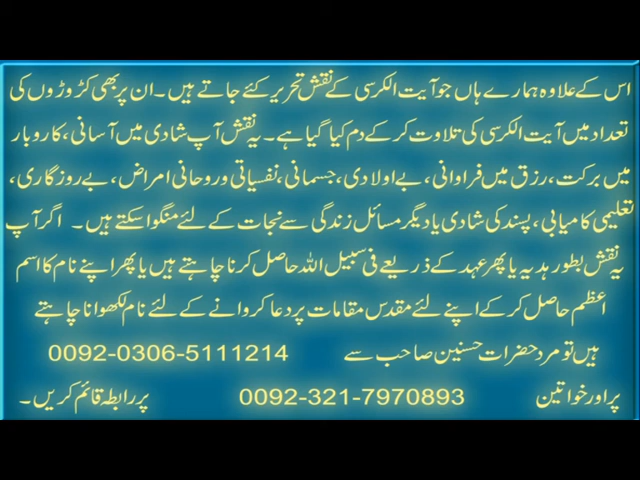 اس کے علاوہ ہمارے ہاں جو آیت الکرسی کے نقش تحریر کئے جاتے ہیں۔ ان پر بھی کڑوڑوں کی
تعداد میں آیت الکرسی کی تلاوت کر کے دم کیا گیا ہے۔ یہ نقش آپ شادی میں آسانی، کاروبار
میں برکت، رزق میں فراوانی، بے اولادی، جسمانی، نفسیاتی و روحانی امراض، بے روزگاری،
تعلیمی کامیابی، پسند کی شادی یا دیگر مسائل زندگی سے نجات کے لئے منگوا سکتے ہیں۔ اگر آپ
یہ نقش بطور ہدیہ یا پھر عہد کے ذریعے فی سبیل اللہ حاصل کرنا چاہتے ہیں یا پھر اپنے نام کا اسم
اعظم حاصل کر کے اپنے لئے مقدس مقامات پر دعا کروانے کے لئے نام لکھوانا چاہتے
ہیں تو مرد حضرات حسنین صاحب سے 0092-0306-5111214
پر اور خواتین 0092-321-7970893 پر رابطہ قائم کریں۔